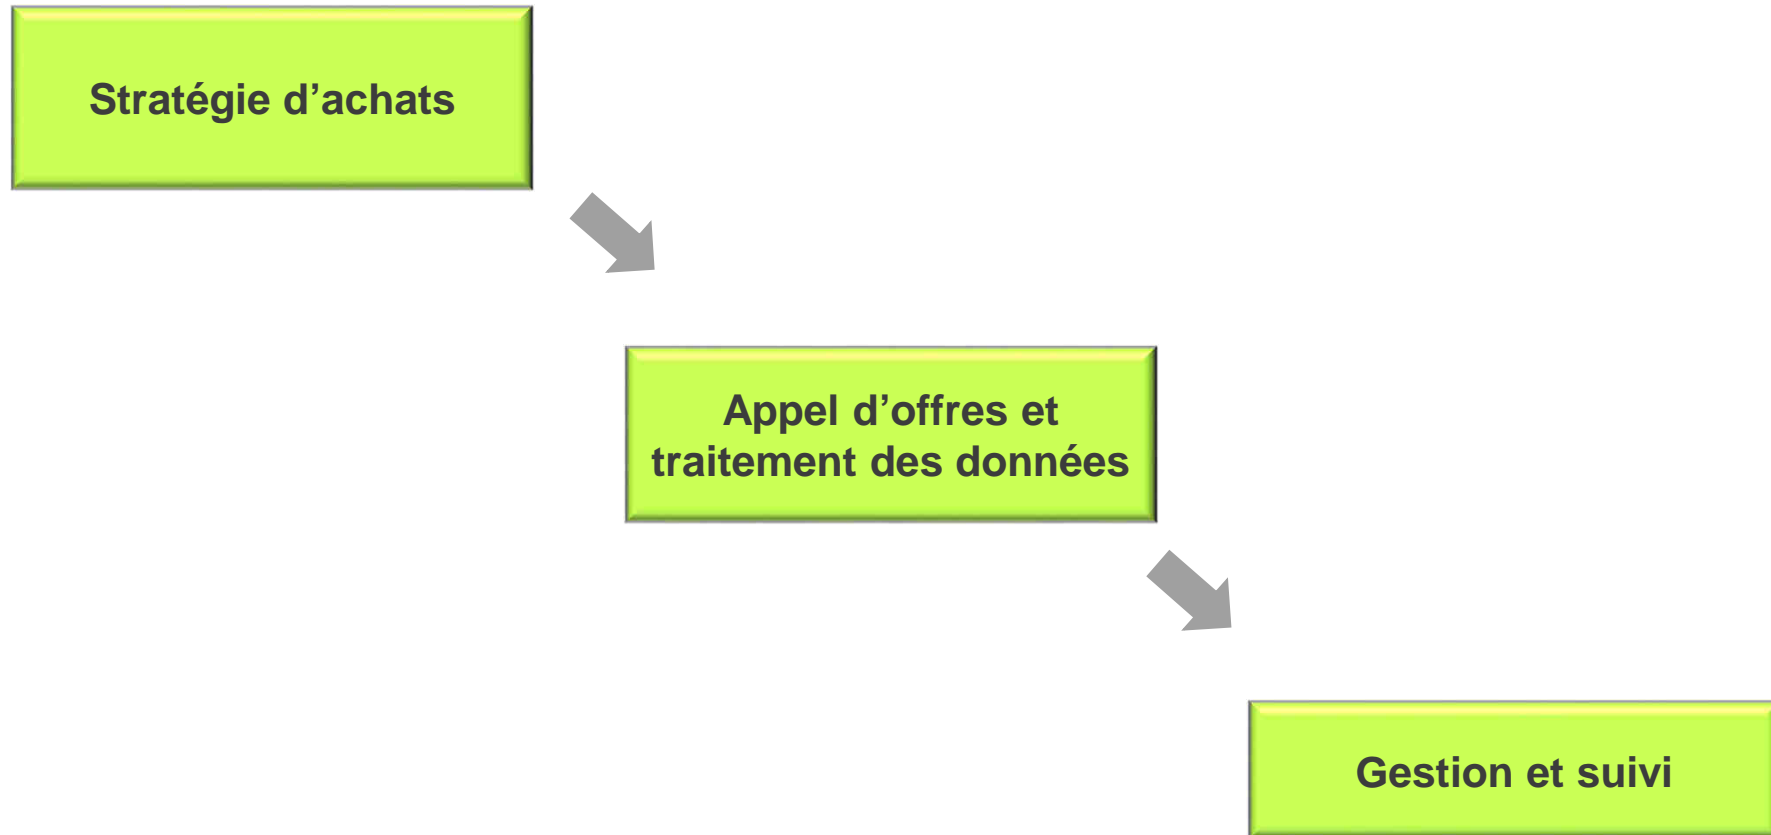 Stratégie d’achats
Appel d’offres et
traitement des données
Gestion et suivi